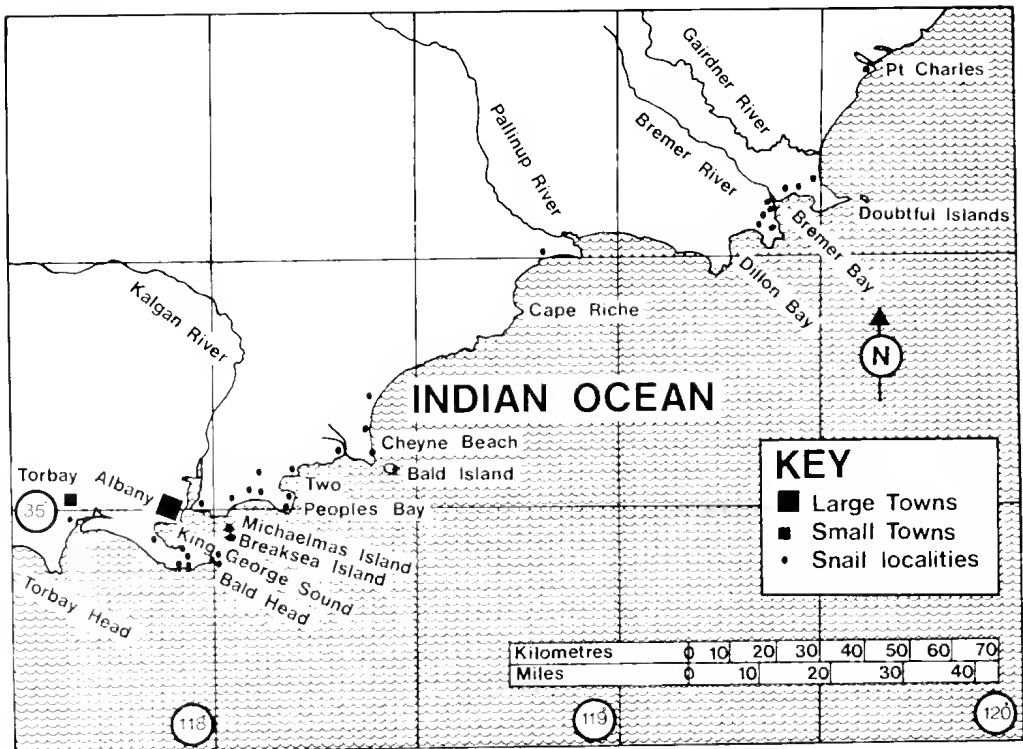 Gairdner River
Pt Charles
Pallinup River
Bremer River
Doubtful Islands
Bremer Bay
Dillon Bay
Kalgan River
Cape Riche
N
INDIAN OCEAN
Cheyne Beach
Bald Island
Torbay
Albany
Two
Peoples Bay
35
Michaelmas Island
Breaksea Island
King George Sound
Bald Head
Torbay Head
KEY
Large Towns
Small Towns
Snail localities
Kilometres 0 10 20 30 40 50 60 70
Miles 0 10 20 30 40
118°
119°
120°